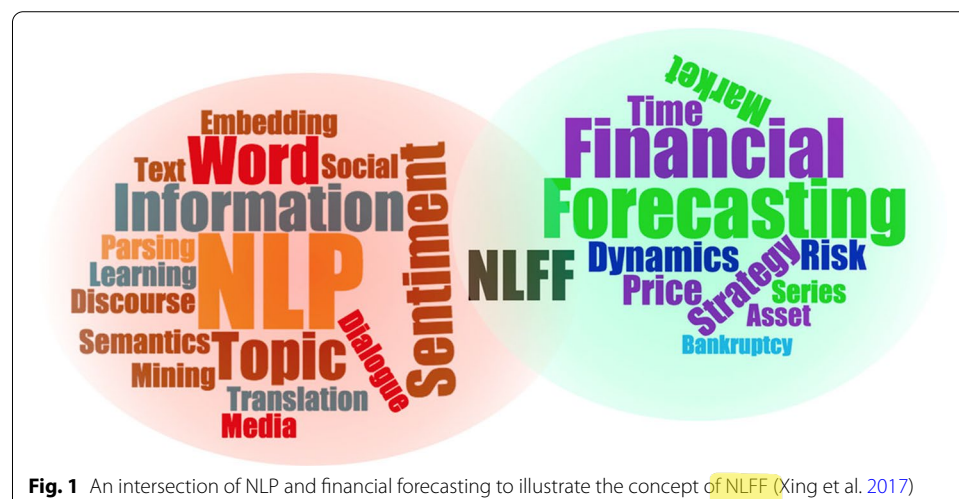 Embedding
Text Word Social
Information
Sentiment
Parsing
NLP
Learning
Discourse
Dialogue
Semantics
Topic
Mining
Translation
Media
NLFF
Market
Time
Financial
Forecasting
Dynamics
Strategy
Risk
Price
Series
Asset
Bankruptcy
Fig. 1 An intersection of NLP and financial forecasting to illustrate the concept of NLFF (Xing et al. 2017)